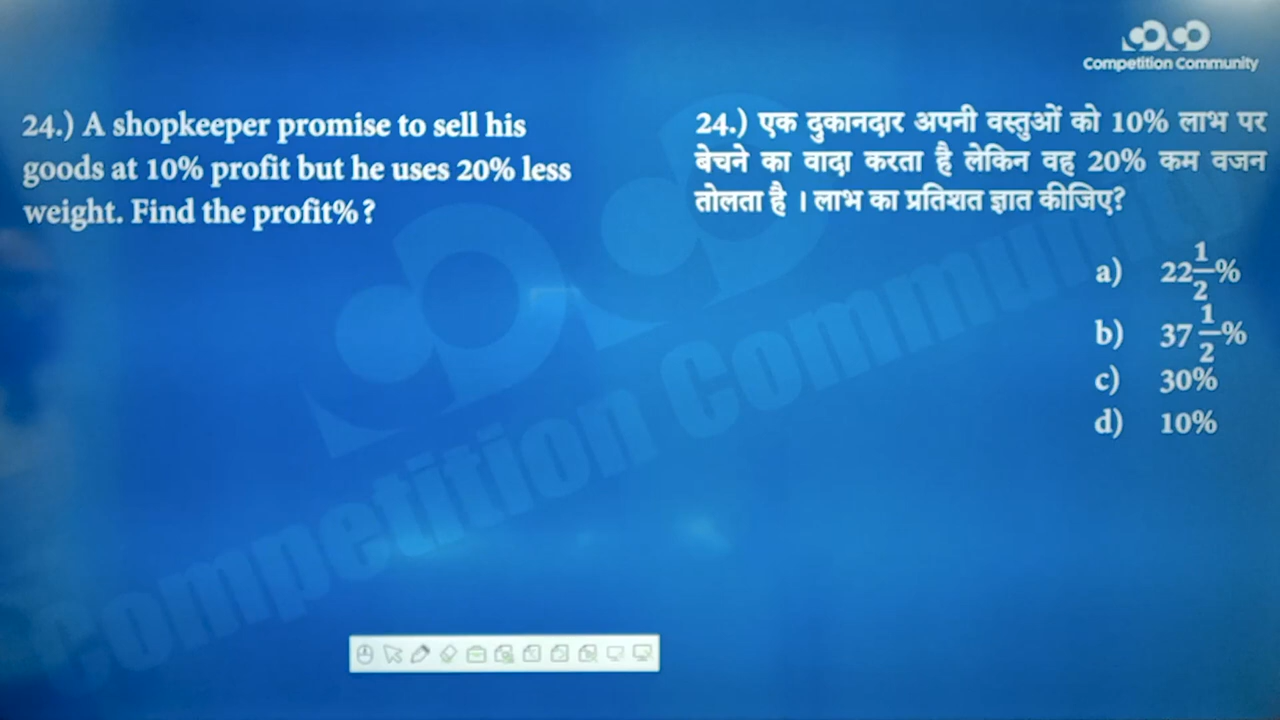 Competition Community
24.) A shopkeeper promise to sell his
goods at 10% profit but he uses 20% less
weight. Find the profit%?
24.) एक दुकानदार अपनी वस्तुओं को 10% लाभ पर
बेचने का वादा करता है लेकिन वह 20% कम वजन
तोलता है । लाभ का प्रतिशत ज्ञात कीजिए?
a) 22 1/2%
b) 37 1/2%
c) 30%
d) 10%
Competition Community